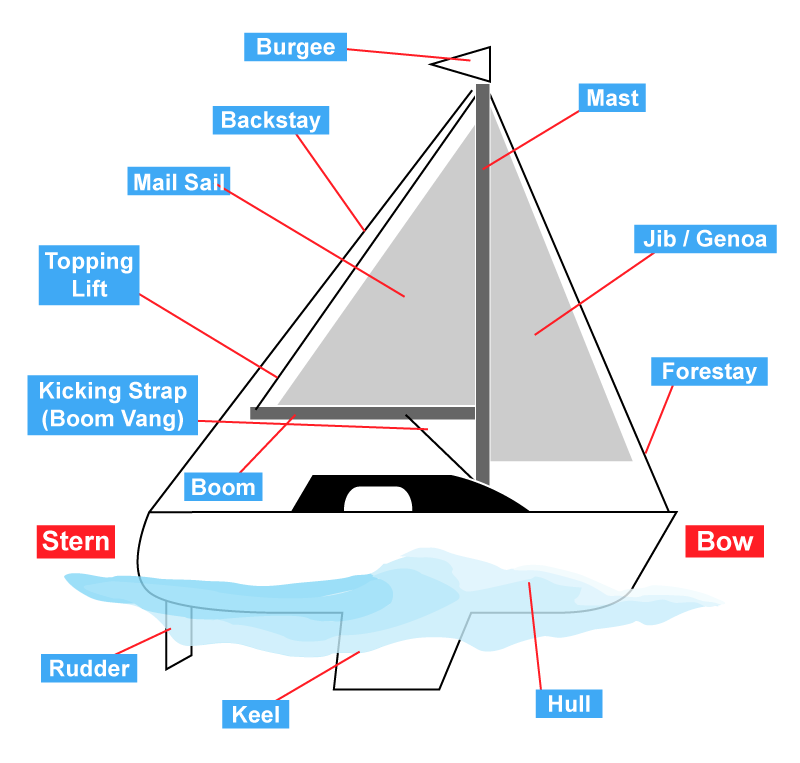 Burgee
Mast
Backstay
Mail Sail
Jib / Genoa
Topping
Lift
Forestay
Kicking Strap
(Boom Vang)
Boom
Stern
Bow
Rudder
Keel
Hull